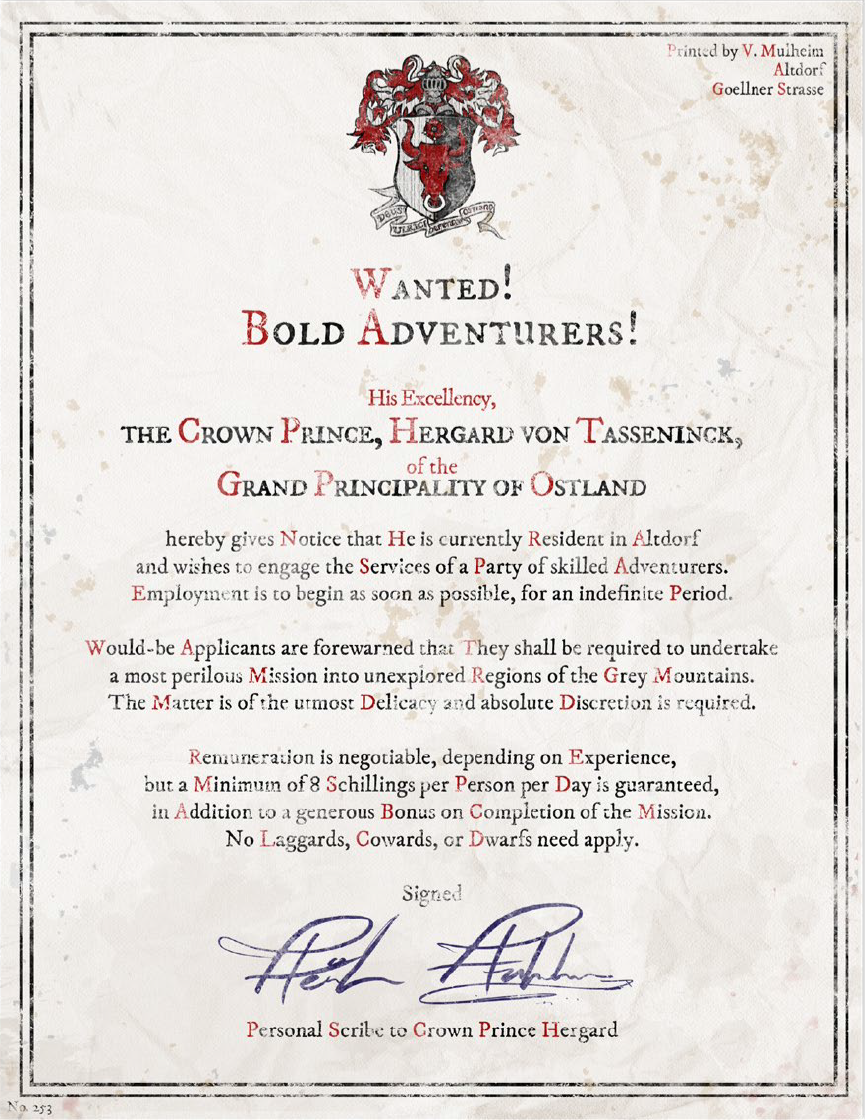 Printed by V. Mulheim
Altdorf
Goellner Strasse
DEUS
ULRIC
OSTLAND
WANTED!
BOLD ADVENTURERS!
His Excellency,
THE CROWN PRINCE, HERGARD VON TASSENINCK,
of the
GRAND PRINCIPALITY OF OSTLAND
hereby gives Notice that He is currently Resident in Altdorf
and wishes to engage the Services of a Party of skilled Adventurers.
Employment is to begin as soon as possible, for an indefinite Period.
Would-be Applicants are forewarned that They shall be required to undertake
a most perilous Mission into unexplored Regions of the Grey Mountains.
The Matter is of the utmost Delicacy and absolute Discretion is required.
Remuneration is negotiable, depending on Experience,
but a Minimum of 8 Schillings per Person per Day is guaranteed,
in Addition to a generous Bonus on Completion of the Mission.
No Laggards, Cowards, or Dwarfs need apply.
Signed
Personal Scribe to Crown Prince Hergard
No. 253